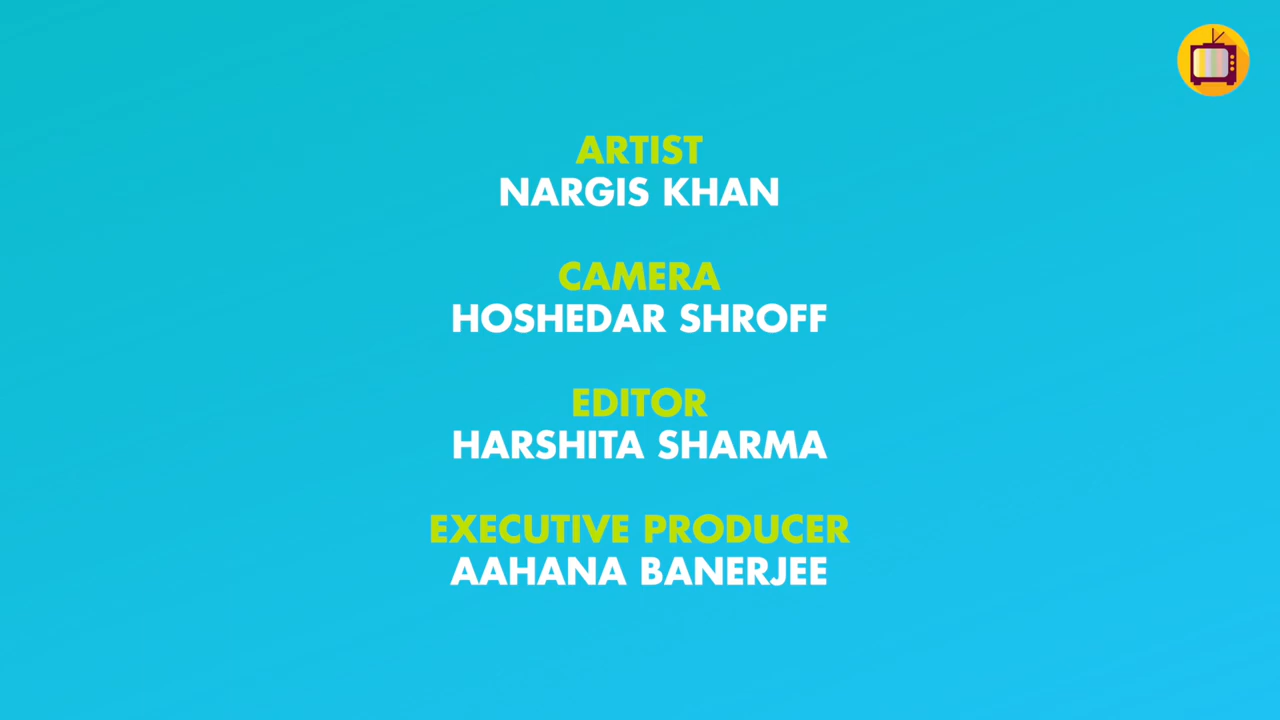 ARTIST
NARGIS KHAN
CAMERA
HOSHEDAR SHROFF
EDITOR
HARSHITA SHARMA
EXECUTIVE PRODUCER
AAHANA BANERJEE